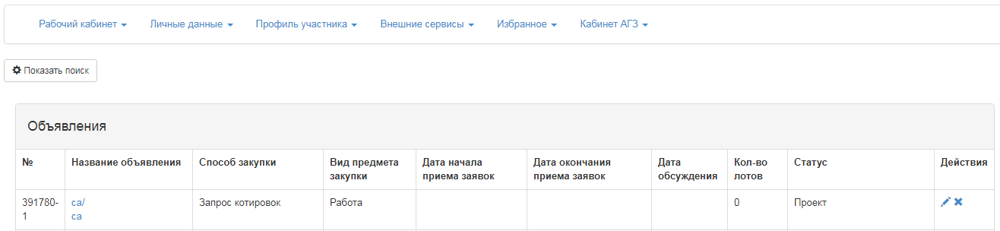 Рабочий кабинет Личные данные Профиль участника Внешние сервисы Избранное Кабинет АГЗ
Показать поиск
Объявления
№ Название объявления Способ закупки Вид предмета закупки Дата начала приема заявок Дата окончания приема заявок Дата обсуждения Кол-во лотов Статус Действия
391780-1 са/ са Запрос котировок Работа 0 Проект